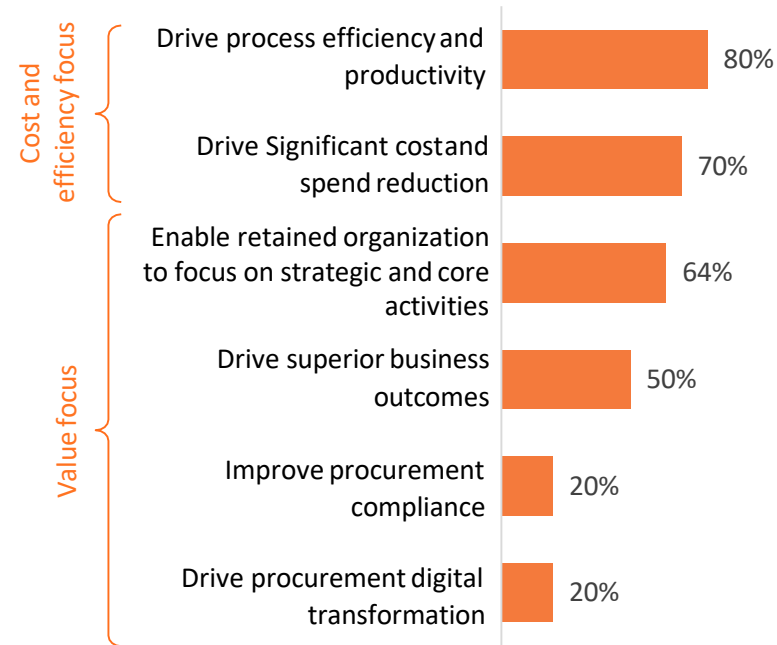 Cost and
efficiency focus
Drive process efficiency and
productivity
80%
Drive Significant cost and
spend reduction
70%
Value focus
Enable retained organization
to focus on strategic and core
activities
64%
Drive superior business
outcomes
50%
Improve procurement
compliance
20%
Drive procurement digital
transformation
20%